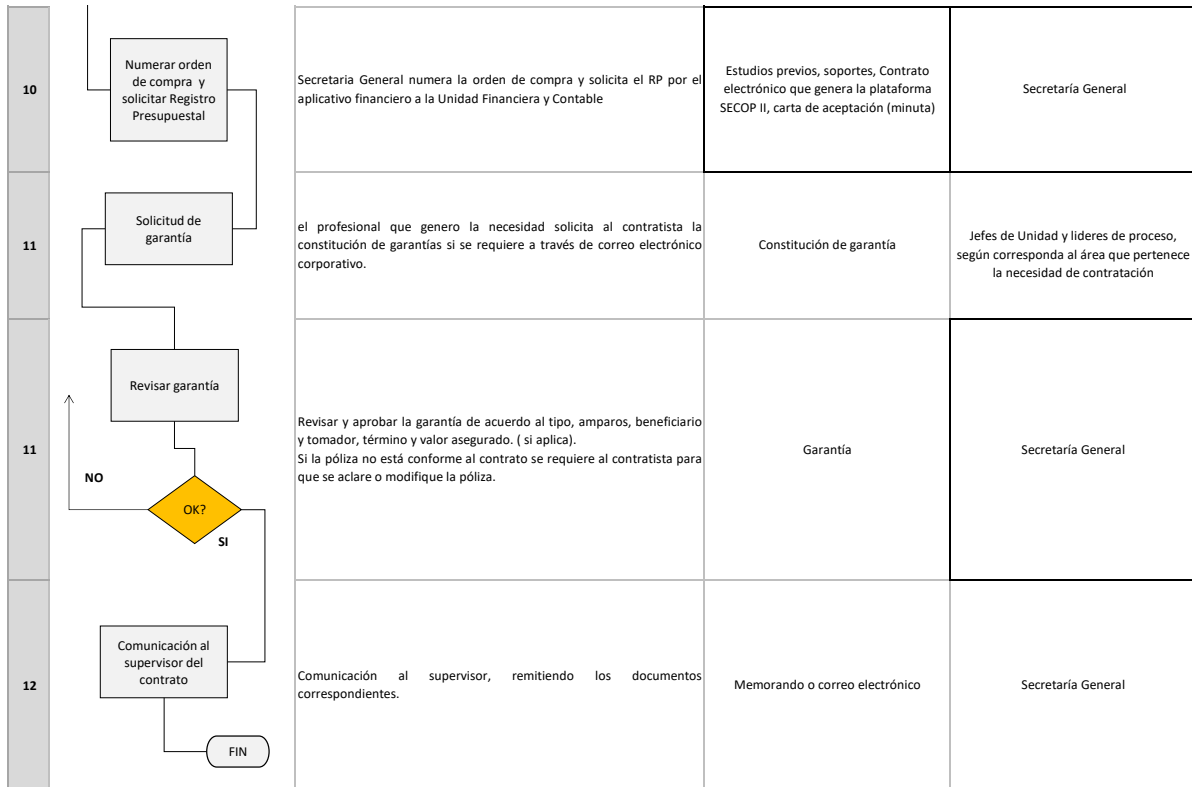 10
Numerar orden
de compra y
solicitar Registro
Presupuestal
Secretaria General numera la orden de compra y solicita el RP por el
aplicativo financiero a la Unidad Financiera y Contable
Estudios previos, soportes, Contrato
electrónico que genera la plataforma
SECOP II, carta de aceptación (minuta)
Secretaría General
11
Solicitud de
garantía
el profesional que genero la necesidad solicita al contratista la
constitución de garantías si se requiere a través de correo electrónico
corporativo.
Constitución de garantía
Jefes de Unidad y lideres de proceso,
según corresponda al área que pertenece
la necesidad de contratación
11
Revisar garantía
NO
OK?
SI
Revisar y aprobar la garantía de acuerdo al tipo, amparos, beneficiario
y tomador, término y valor asegurado. ( si aplica).
Si la póliza no está conforme al contrato se requiere al contratista para
que se aclare o modifique la póliza.
Garantía
Secretaría General
12
Comunicación al
supervisor del
contrato
FIN
Comunicación al supervisor, remitiendo los documentos
correspondientes.
Memorando o correo electrónico
Secretaría General